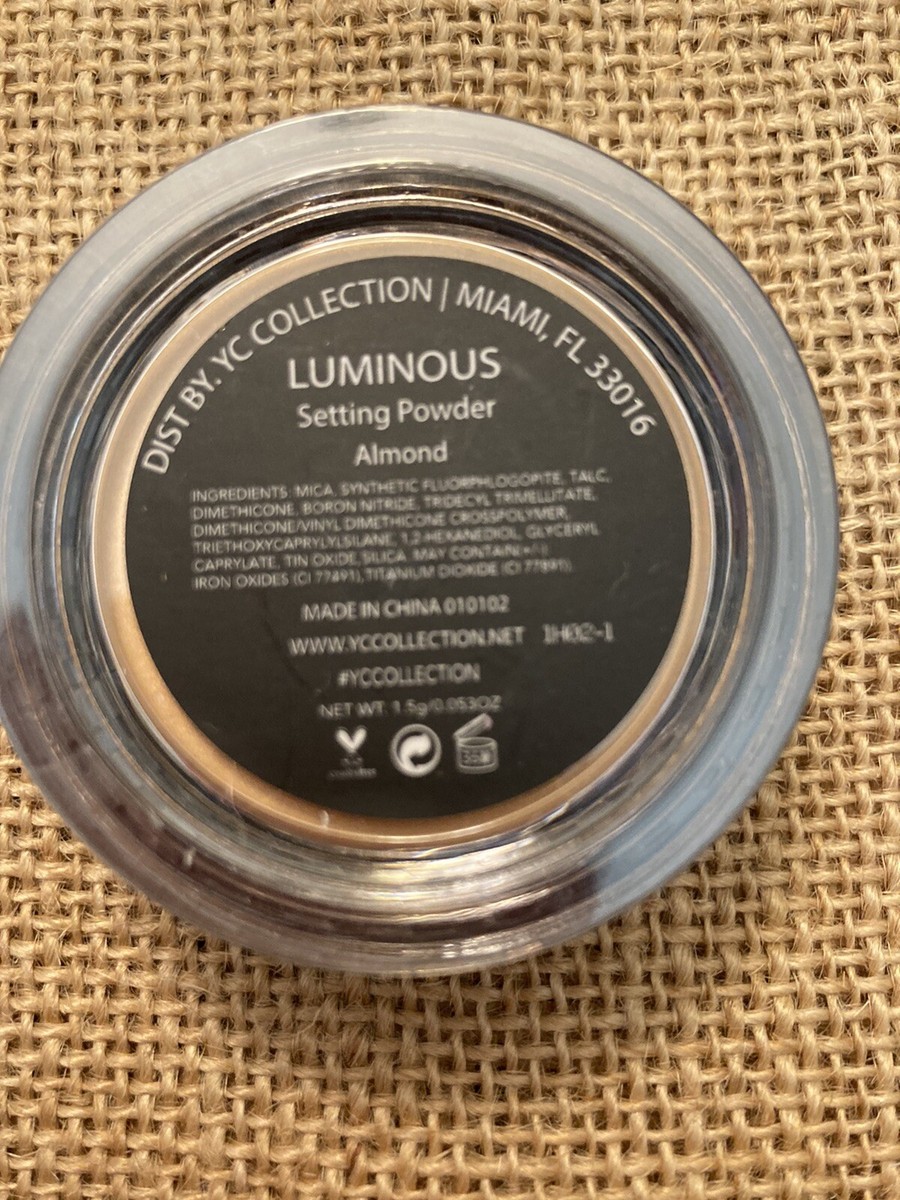 DIST BY. YC COLLECTION | MIAMI, FL 33016
LUMINOUS
Setting Powder
Almond
INGREDIENTS: MICA, SYNTHETIC FLUORPHLOGOPITE, TALC,
DIMETHICONE, BORON NITRIDE, TRIDECYL TRIMELLITATE,
DIMETHICONE/VINYL DIMETHICONE CROSSPOLYMER,
TRIETHOXYCAPRYLYLSILANE, 1,2-HEXANEDIOL, GLYCERYL
CAPRYLATE, TIN OXIDE, SILICA. MAY CONTAIN
IRON OXIDES (CI 77491), TITANIUM DIOXIDE (CI 77891).
MADE IN CHINA 010102
WWW.YCCOLLECTION.NET 1H02-1
#YCCOLLECTION
NET WT. 1.5g/0.053OZ